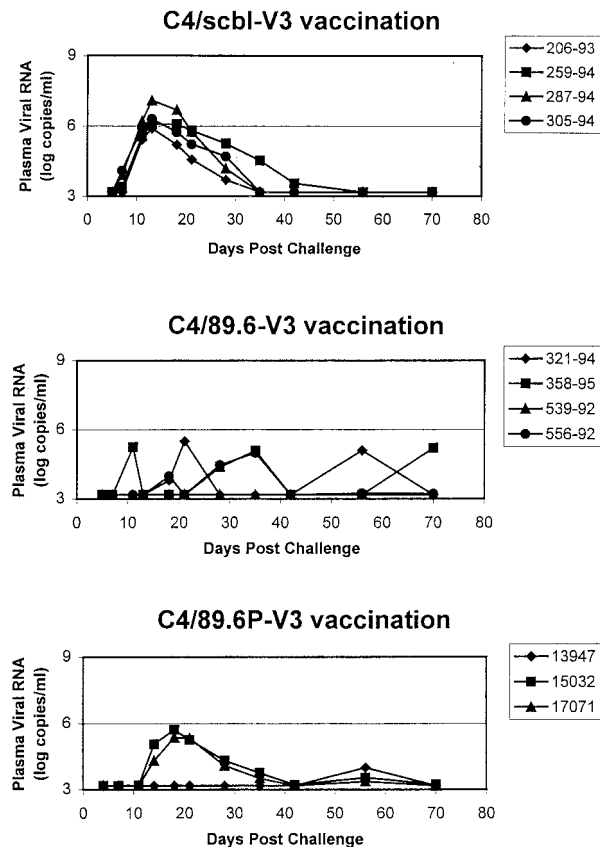 C4/scbl-V3 vaccination
Plasma Viral RNA
(log copies/ml)
9
6
3
0 10 20 30 40 50 60 70 80
Days Post Challenge
206-93
259-94
287-94
305-94
C4/89.6-V3 vaccination
Plasma Viral RNA
(log copies/ml)
9
6
3
0 10 20 30 40 50 60 70 80
Days Post Challenge
321-94
358-95
539-92
556-92
C4/89.6P-V3 vaccination
Plasma Viral RNA
(log copies/ml)
9
6
3
0 10 20 30 40 50 60 70 80
Days Post Challenge
13947
15032
17071